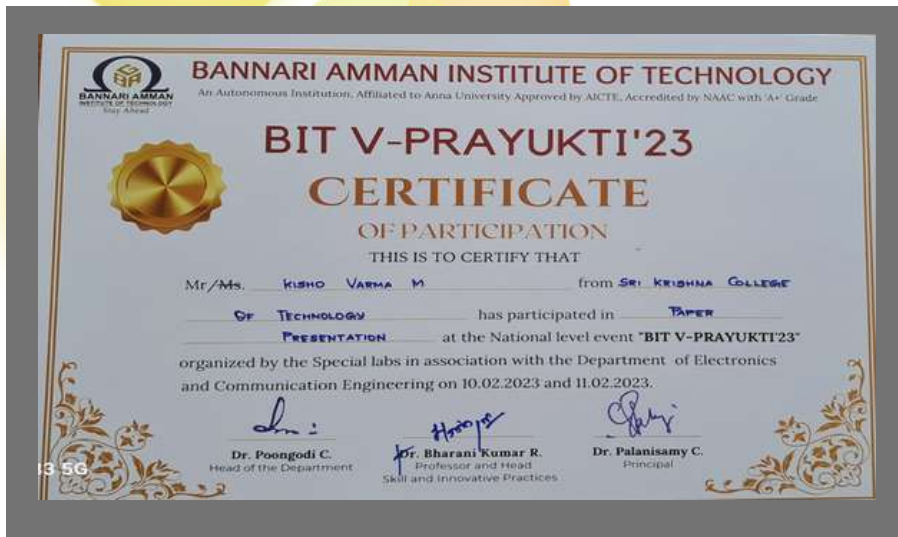 BANNARI AMMAN INSTITUTE OF TECHNOLOGY
An Autonomous Institution, Affiliated to Anna University Approved by AICTE, Accredited by NAAC with 'A+' Grade
BANNARI AMMAN
INSTITUTE OF TECHNOLOGY
Stay Ahead
BIT V-PRAYUKTI'23
CERTIFICATE
OF PARTICIPATION
THIS IS TO CERTIFY THAT
Mr/Ms. KISHO VARMA M from SRI KRISHNA COLLEGE
OF TECHNOLOGY has participated in PAPER
PRESENTATION at the National level event "BIT V-PRAYUKTI'23"
organized by the Special labs in association with the Department of Electronics
and Communication Engineering on 10.02.2023 and 11.02.2023.
Dr. Poongodi C. Dr. Bharani Kumar R. Dr. Palanisamy C.
Head of the Department Professor and Head Principal
Skill and Innovative Practices
5G